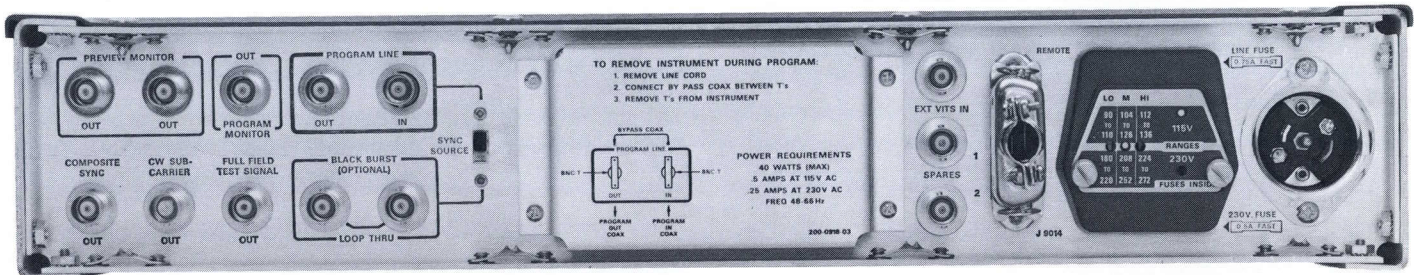 PREVIEW MONITOR
OUT
OUT
OUT
PROGRAM
MONITOR
PROGRAM LINE
OUT
IN
SYNC
SOURCE
COMPOSITE
SYNC
OUT
CW SUB-
CARRIER
OUT
FULL FIELD
TEST SIGNAL
OUT
BLACK BURST
(OPTIONAL)
LOOP THRU
TO REMOVE INSTRUMENT DURING PROGRAM:
1. REMOVE LINE CORD
2. CONNECT BY PASS COAX BETWEEN T's
3. REMOVE T's FROM INSTRUMENT
BYPASS COAX
PROGRAM LINE
BNC T
BNC T
OUT
IN
PROGRAM
OUT
COAX
PROGRAM
IN
COAX
POWER REQUIREMENTS
40 WATTS (MAX)
.5 AMPS AT 115V AC
.25 AMPS AT 230V AC
FREQ 48-66 Hz
200-0918-03
EXT VITS IN
1
SPARES
2
REMOTE
J 9014
LO M HI
90 104 112
TO TO TO
110 126 136
115V
RANGES
180 208 224
230V
TO TO TO
220 252 272
FUSES INSIDE
LINE FUSE
0.75A FAST
230V FUSE
0.5A FAST